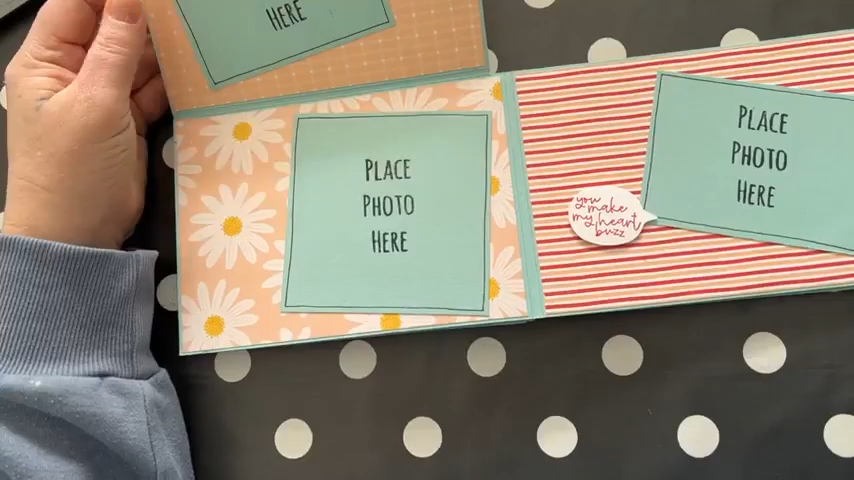 HERE
PLACE
PHOTO
HERE
you make
my heart
buzz
PLACE
PHOTO
HERE